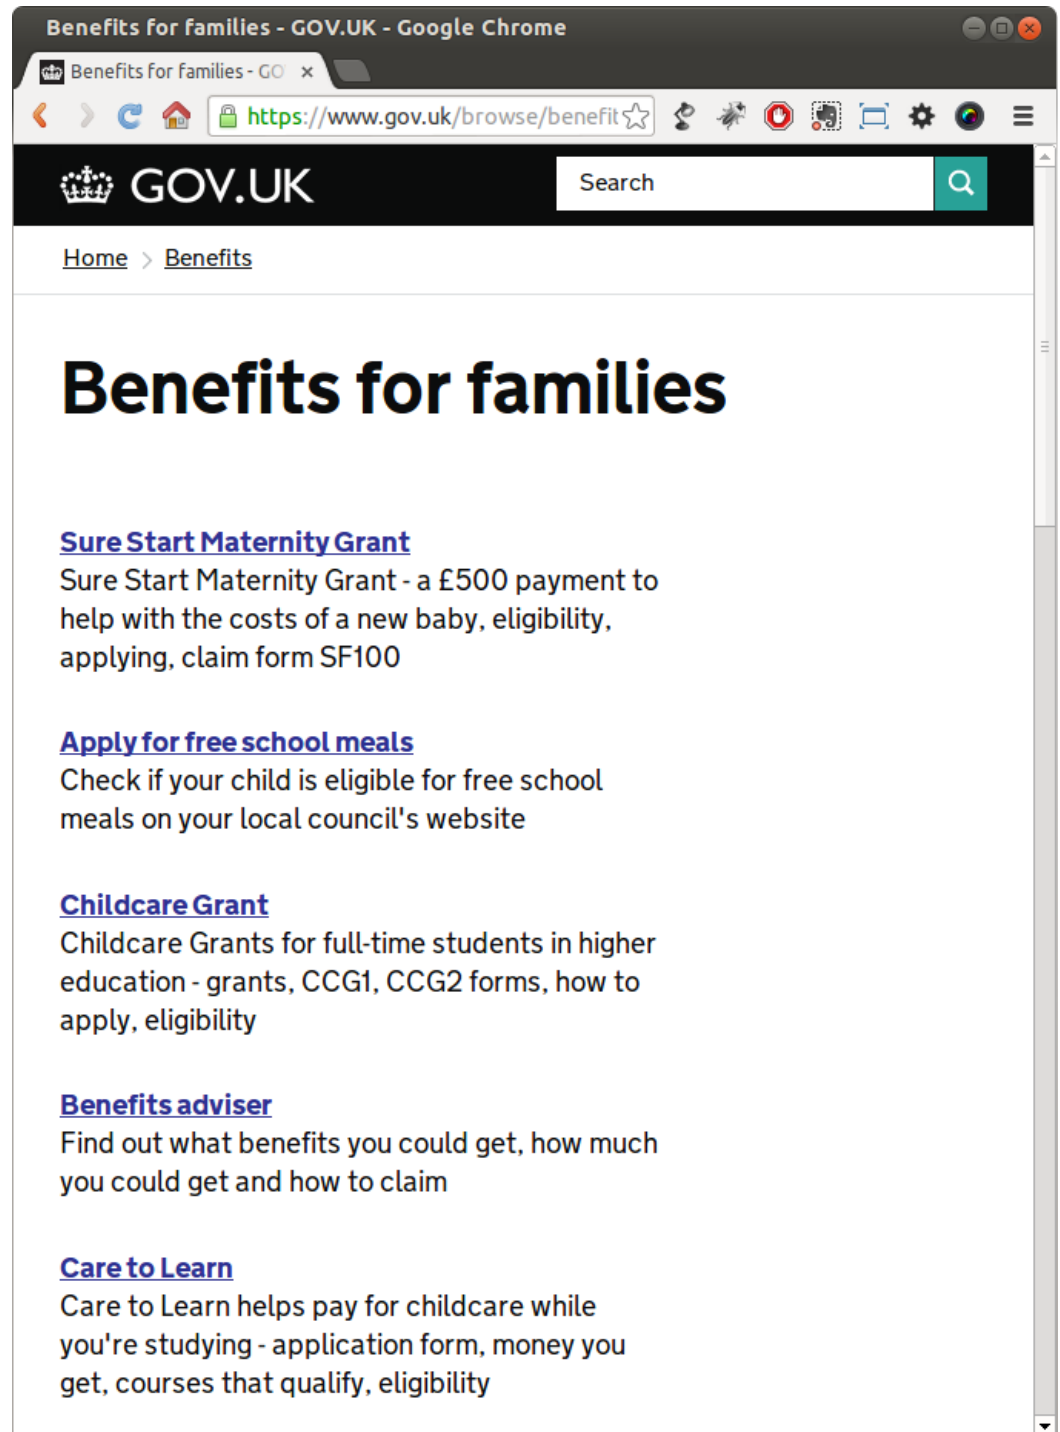 Benefits for families - GOV.UK - Google Chrome
Benefits for families - GO
https://www.gov.uk/browse/benefit
GOV.UK
Search
Home > Benefits
Benefits for families
Sure Start Maternity Grant
Sure Start Maternity Grant - a £500 payment to
help with the costs of a new baby, eligibility,
applying, claim form SF100
Apply for free school meals
Check if your child is eligible for free school
meals on your local council's website
Childcare Grant
Childcare Grants for full-time students in higher
education - grants, CCG1, CCG2 forms, how to
apply, eligibility
Benefits adviser
Find out what benefits you could get, how much
you could get and how to claim
Care to Learn
Care to Learn helps pay for childcare while
you're studying - application form, money you
get, courses that qualify, eligibility